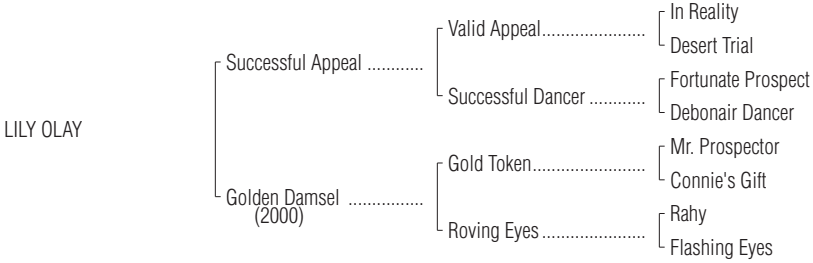 In Reality
Valid Appeal......................
Desert Trial
Successful Appeal ............
Fortunate Prospect
Successful Dancer ............
Debonair Dancer
LILY OLAY
Mr. Prospector
Gold Token........................
Connie's Gift
Golden Damsel ................
(2000)
Rahy
Roving Eyes......................
Flashing Eyes